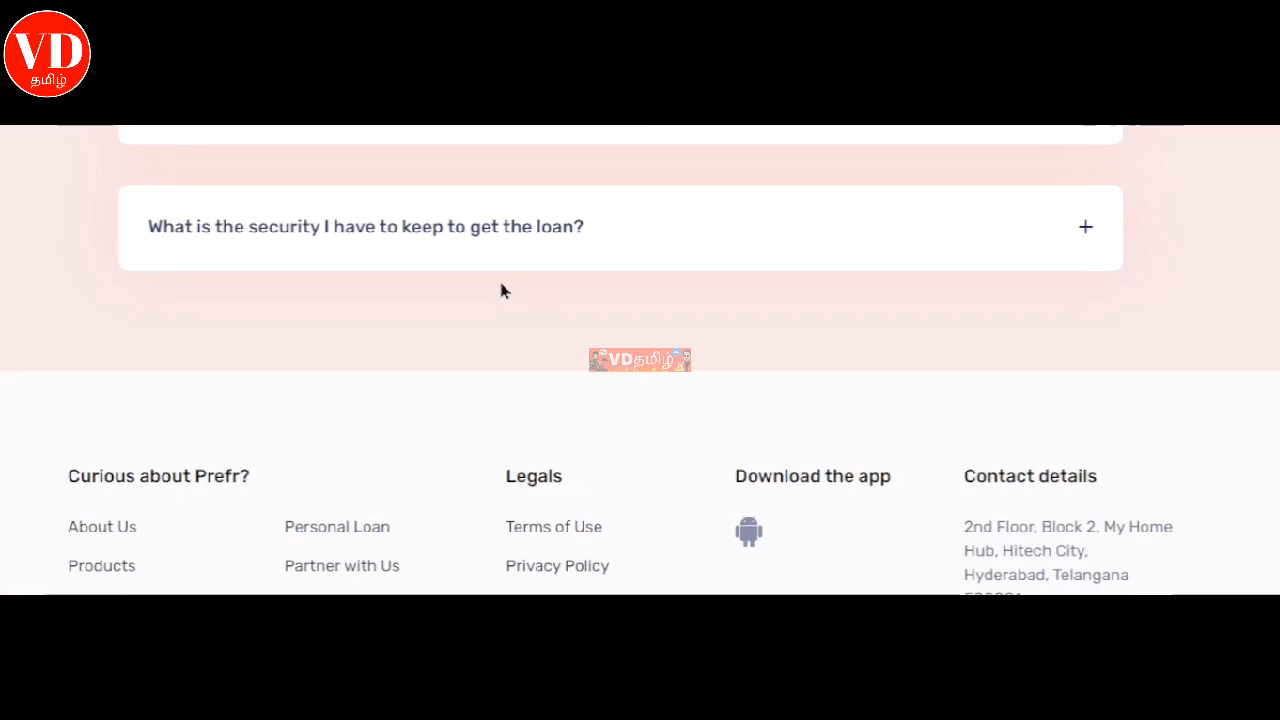 VD
தமிழ்
What is the security I have to keep to get the loan?
+
VDதமிழ்
Curious about Prefr?
About Us
Products
Personal Loan
Partner with Us
Legals
Terms of Use
Privacy Policy
Download the app
Contact details
2nd Floor, Block 2, My Home
Hub, Hitech City,
Hyderabad, Telangana